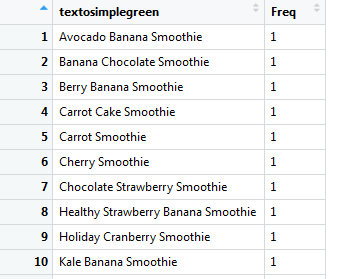 textosimplegreen Freq
1 Avocado Banana Smoothie 1
2 Banana Chocolate Smoothie 1
3 Berry Banana Smoothie 1
4 Carrot Cake Smoothie 1
5 Carrot Smoothie 1
6 Cherry Smoothie 1
7 Chocolate Strawberry Smoothie 1
8 Healthy Strawberry Banana Smoothie 1
9 Holiday Cranberry Smoothie 1
10 Kale Banana Smoothie 1